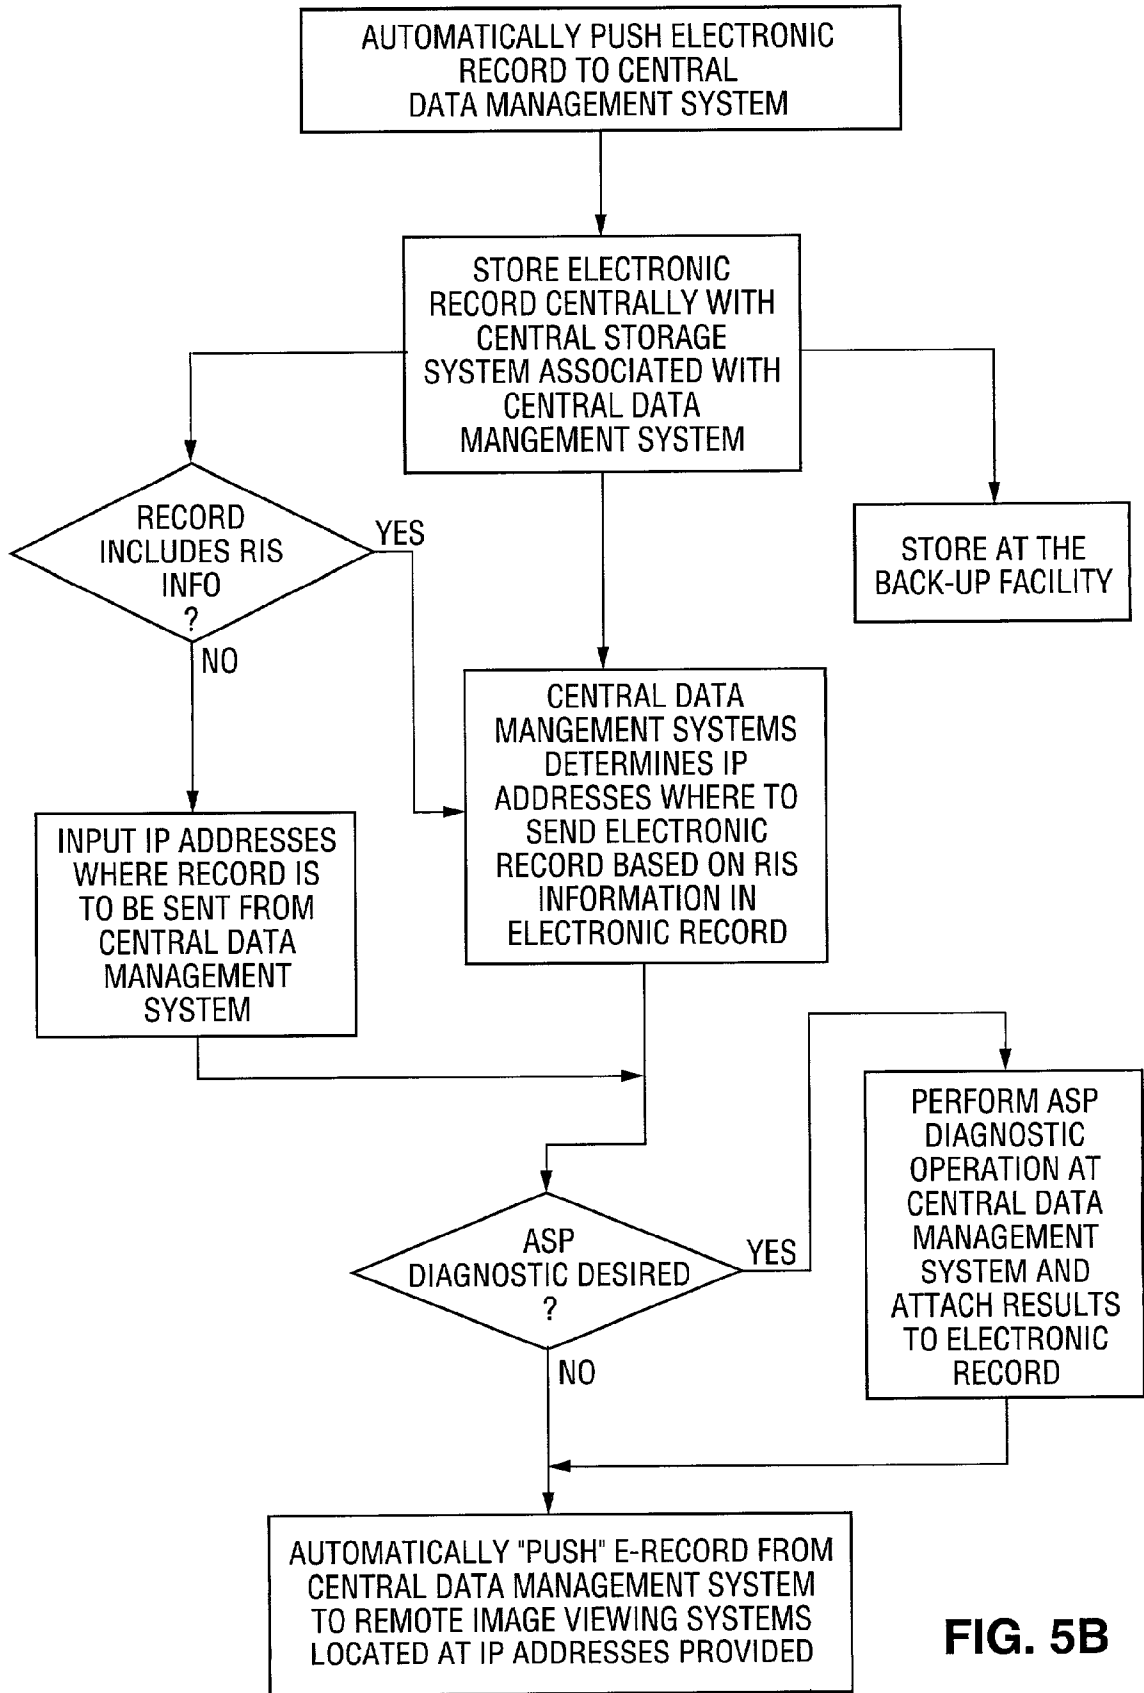 AUTOMATICALLY PUSH ELECTRONIC
RECORD TO CENTRAL
DATA MANAGEMENT SYSTEM
STORE ELECTRONIC
RECORD CENTRALLY WITH
CENTRAL STORAGE
SYSTEM ASSOCIATED WITH
CENTRAL DATA
MANGEMENT SYSTEM
RECORD
INCLUDES RIS
INFO
?
YES
NO
STORE AT THE
BACK-UP FACILITY
CENTRAL DATA
MANGEMENT SYSTEMS
DETERMINES IP
ADDRESSES WHERE TO
SEND ELECTRONIC
RECORD BASED ON RIS
INFORMATION IN
ELECTRONIC RECORD
INPUT IP ADDRESSES
WHERE RECORD IS
TO BE SENT FROM
CENTRAL DATA
MANAGEMENT
SYSTEM
ASP
DIAGNOSTIC DESIRED
?
YES
NO
PERFORM ASP
DIAGNOSTIC
OPERATION AT
CENTRAL DATA
MANAGEMENT
SYSTEM AND
ATTACH RESULTS
TO ELECTRONIC
RECORD
AUTOMATICALLY "PUSH" E-RECORD FROM
CENTRAL DATA MANAGEMENT SYSTEM
TO REMOTE IMAGE VIEWING SYSTEMS
LOCATED AT IP ADDRESSES PROVIDED
FIG. 5B